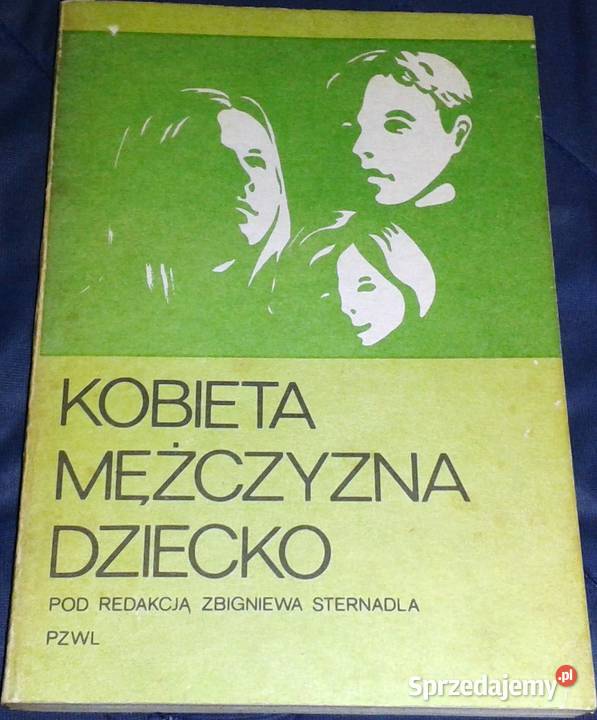 KOBIETA
MĘŻCZYZNA
DZIECKO
POD REDAKCJĄ ZBIGNIEWA STERNADLA
PZWL
Sprzedajemy.pl